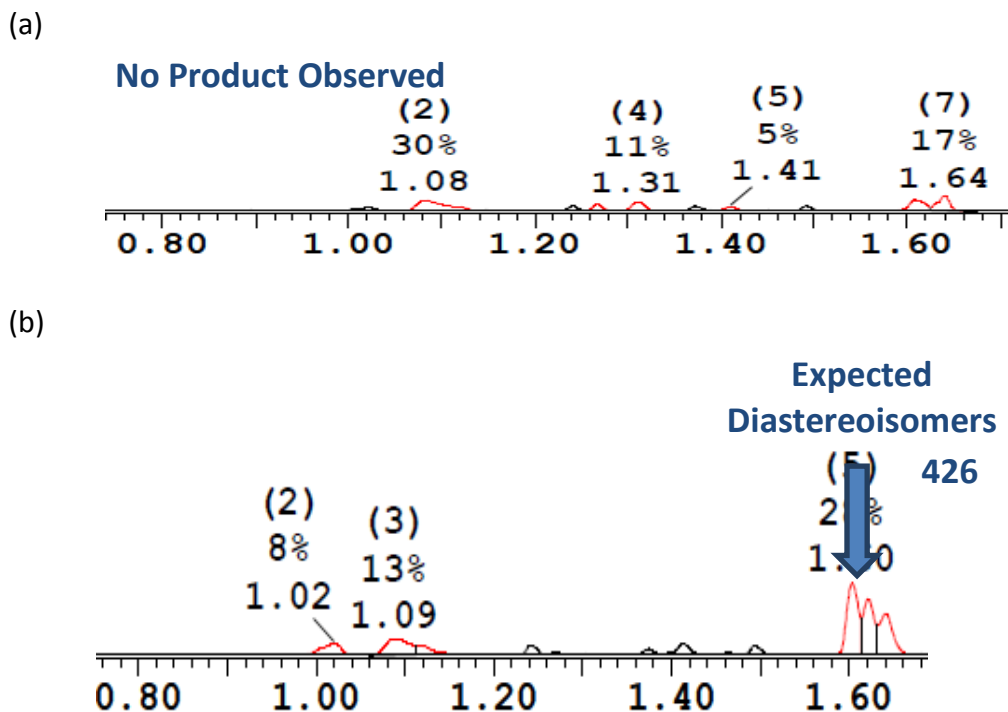 (a)
No Product Observed
(2) (4) (5) (7)
30% 11% 5% 17%
1.08 1.31 1.41 1.64
0.80 1.00 1.20 1.40 1.60
(b)
Expected
Diastereoisomers
426
(2) (3) (5)
8% 13%
1.02 1.09
0.80 1.00 1.20 1.40 1.60